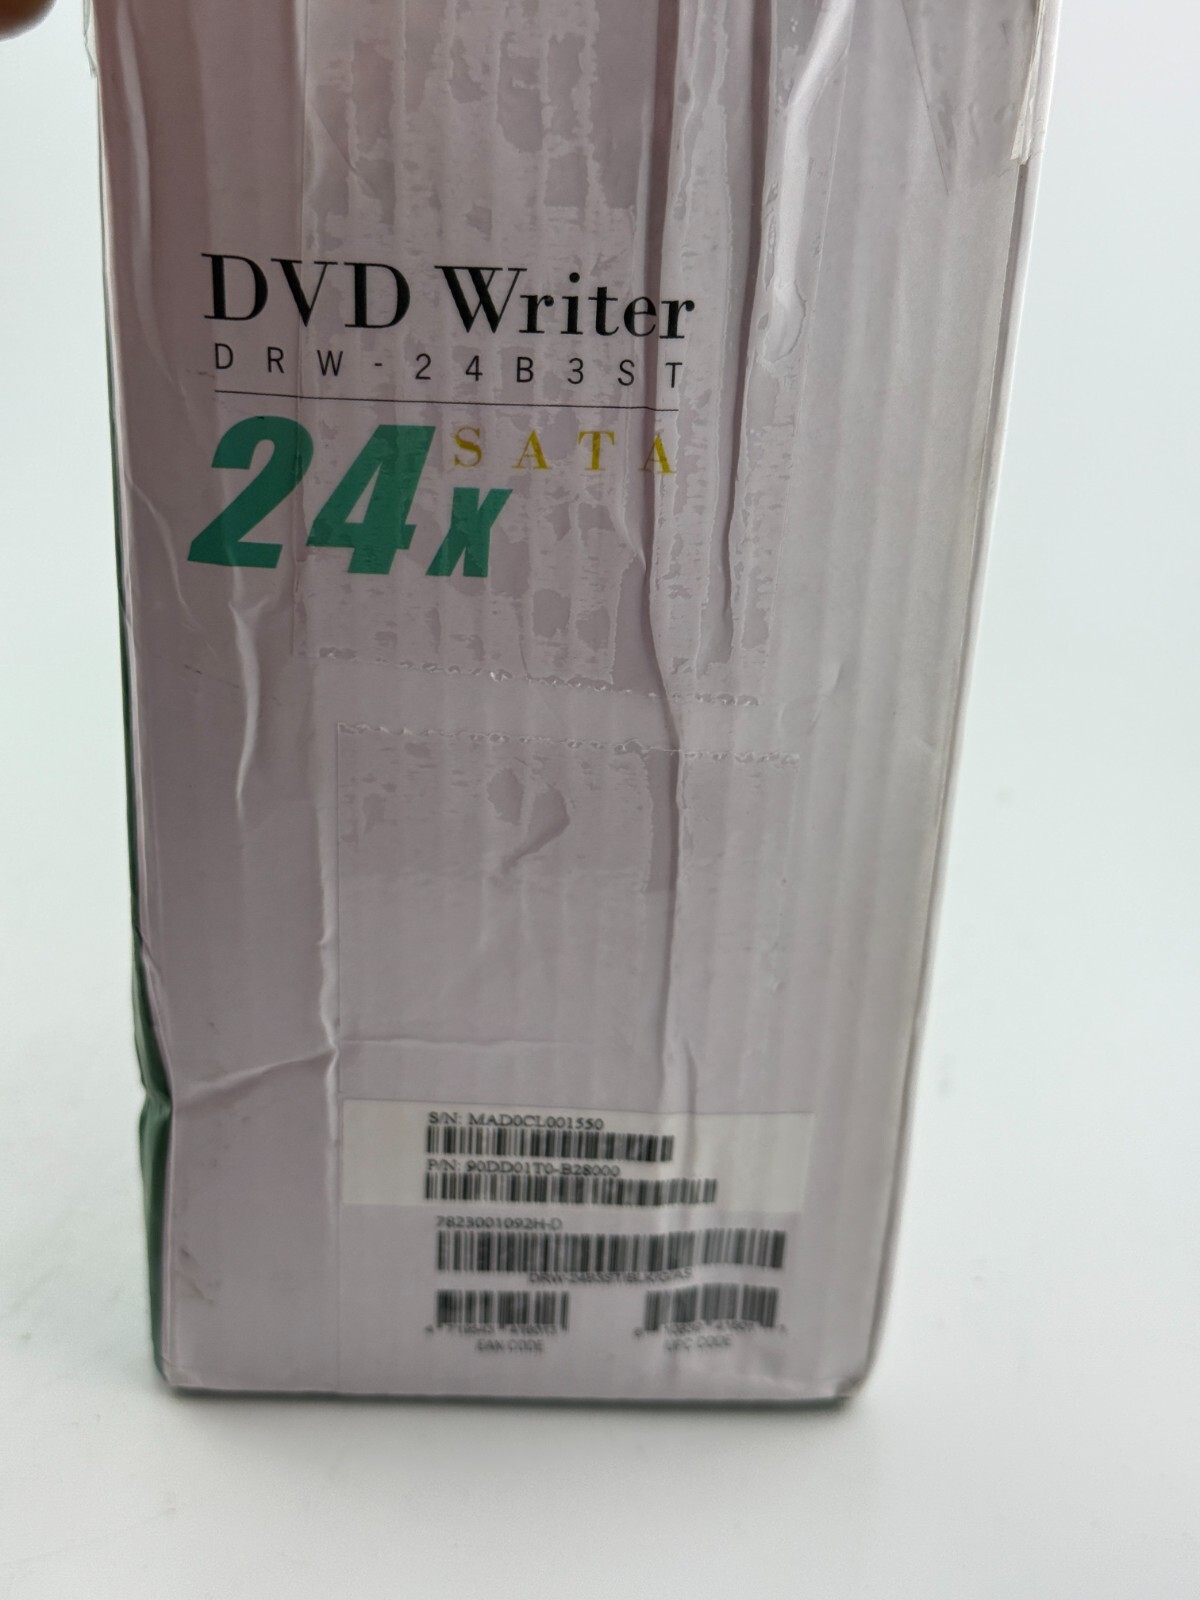 DVD Writer
DRW-24B3ST
SATA
24x
S/N: MAD0CL001550
P/N: 90DD01T0-B28000
7823001092H-D
EAN CODE
UPC CODE